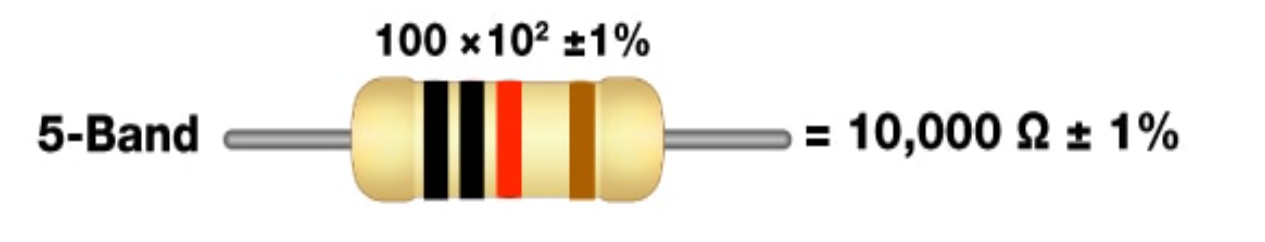 100 ×10² ±1%
5-Band = 10,000 Ω ± 1%